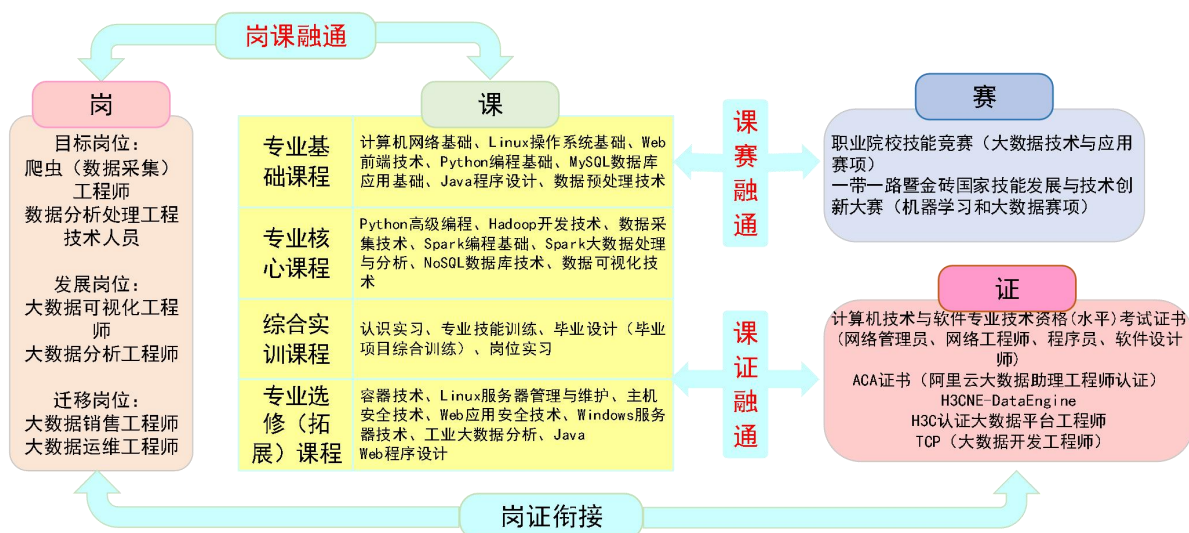 岗课融通
岗
目标岗位：
爬虫（数据采集）
工程师
数据分析处理工程
技术人员
发展岗位：
大数据可视化工程
师
大数据分析工程师
迁移岗位：
大数据销售工程师
大数据运维工程师
课
专业基
础课程
计算机网络基础、Linux操作系统基础、Web
前端技术、Python编程基础、MySQL数据库
应用基础、Java程序设计、数据预处理技术
专业核
心课程
Python高级编程、Hadoop开发技术、数据采
集技术、Spark编程基础、Spark大数据处理
与分析、NoSQL数据库技术、数据可视化技
术
综合实
训课程
认识实习、专业技能训练、毕业设计（毕业
项目综合训练）、岗位实习
专业选
修（拓
展）课程
容器技术、Linux服务器管理与维护、主机
安全技术、Web应用安全技术、Windows服务
器技术、工业大数据分析、Java
Web程序设计
课赛融通
课证融通
赛
职业院校技能竞赛（大数据技术与应用
赛项）
一带一路暨金砖国家技能发展与技术创
新大赛（机器学习和大数据赛项）
证
计算机技术与软件专业技术资格(水平)考试证书
(网络管理员、网络工程师、程序员、软件设计
师)
ACA证书（阿里云大数据助理工程师认证）
H3CNE-DataEngine
H3C认证大数据平台工程师
TCP（大数据开发工程师）
岗证衔接